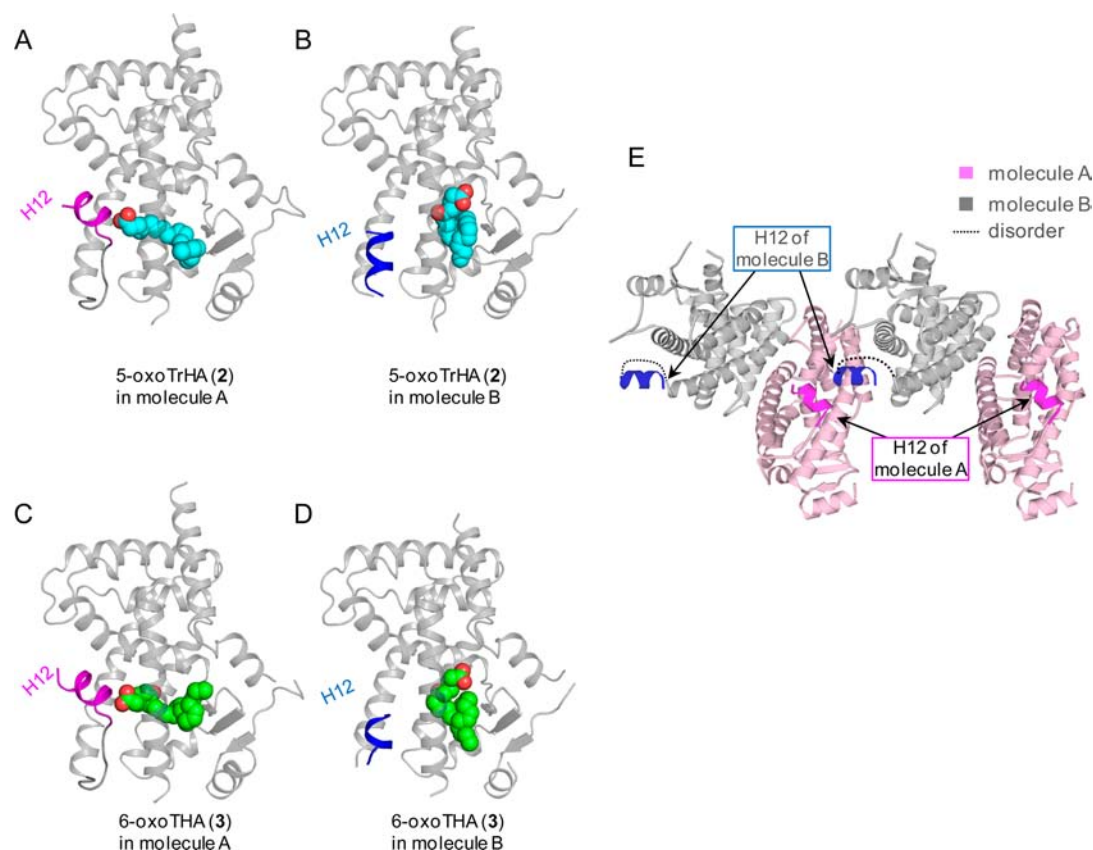 A
H12
5-oxoTrHA (2)
in molecule A
B
H12
5-oxoTrHA (2)
in molecule B
C
H12
6-oxoTHA (3)
in molecule A
D
H12
6-oxoTHA (3)
in molecule B
E
molecule A
molecule B
disorder
H12 of
molecule B
H12 of
molecule A